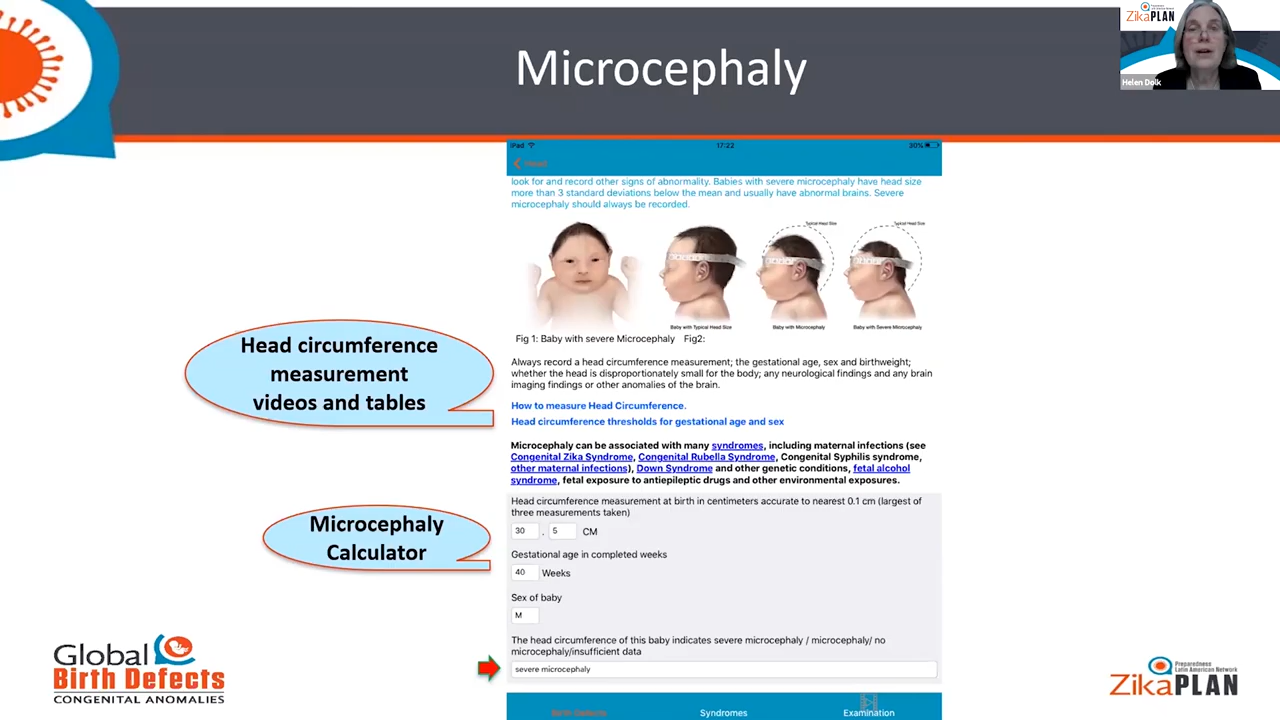 Microcephaly
ZikaPLAN
Helen Dolk
iPad
17:22
30%
Head
look for and record other signs of abnormality. Babies with severe microcephaly have head size
more than 3 standard deviations below the mean and usually have abnormal brains. Severe
microcephaly should always be recorded.
Typical Head Size
Typical Head Size
Baby with Typical Head Size
Baby with Microcephaly
Baby with Severe Microcephaly
Fig 1: Baby with severe Microcephaly Fig2:
Always record a head circumference measurement; the gestational age, sex and birthweight;
whether the head is disproportionately small for the body; any neurological findings and any brain
imaging findings or other anomalies of the brain.
How to measure Head Circumference.
Head circumference thresholds for gestational age and sex
Microcephaly can be associated with many syndromes, including maternal infections (see
Congenital Zika Syndrome, Congenital Rubella Syndrome, Congenital Syphilis syndrome,
other maternal infections), Down Syndrome and other genetic conditions, fetal alcohol
syndrome, fetal exposure to antiepileptic drugs and other environmental exposures.
Head circumference measurement at birth in centimeters accurate to nearest 0.1 cm (largest of
three measurements taken)
30 . 5 CM
Gestational age in completed weeks
40 Weeks
Sex of baby
M
The head circumference of this baby indicates severe microcephaly / microcephaly/ no
microcephaly/insufficient data
severe microcephaly
Birth Defects
Syndromes
Examination
Head circumference
measurement
videos and tables
Microcephaly
Calculator
Global
Birth Defects
CONGENITAL ANOMALIES
Preparedness
Latin American Network
ZikaPLAN